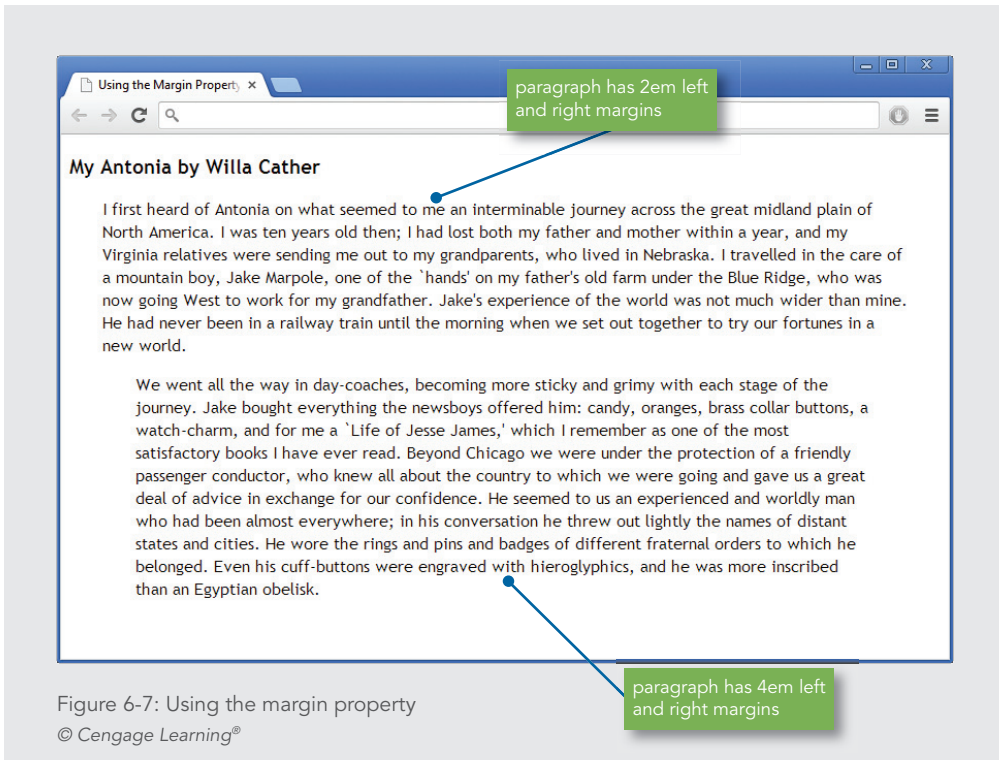 Using the Margin Property
paragraph has 2em left
and right margins
My Antonia by Willa Cather
I first heard of Antonia on what seemed to me an interminable journey across the great midland plain of
North America. I was ten years old then; I had lost both my father and mother within a year, and my
Virginia relatives were sending me out to my grandparents, who lived in Nebraska. I travelled in the care of
a mountain boy, Jake Marpole, one of the `hands' on my father's old farm under the Blue Ridge, who was
now going West to work for my grandfather. Jake's experience of the world was not much wider than mine.
He had never been in a railway train until the morning when we set out together to try our fortunes in a
new world.
We went all the way in day-coaches, becoming more sticky and grimy with each stage of the
journey. Jake bought everything the newsboys offered him: candy, oranges, brass collar buttons, a
watch-charm, and for me a `Life of Jesse James,' which I remember as one of the most
satisfactory books I have ever read. Beyond Chicago we were under the protection of a friendly
passenger conductor, who knew all about the country to which we were going and gave us a great
deal of advice in exchange for our confidence. He seemed to us an experienced and worldly man
who had been almost everywhere; in his conversation he threw out lightly the names of distant
states and cities. He wore the rings and pins and badges of different fraternal orders to which he
belonged. Even his cuff-buttons were engraved with hieroglyphics, and he was more inscribed
than an Egyptian obelisk.
paragraph has 4em left
and right margins
Figure 6-7: Using the margin property
© Cengage Learning®